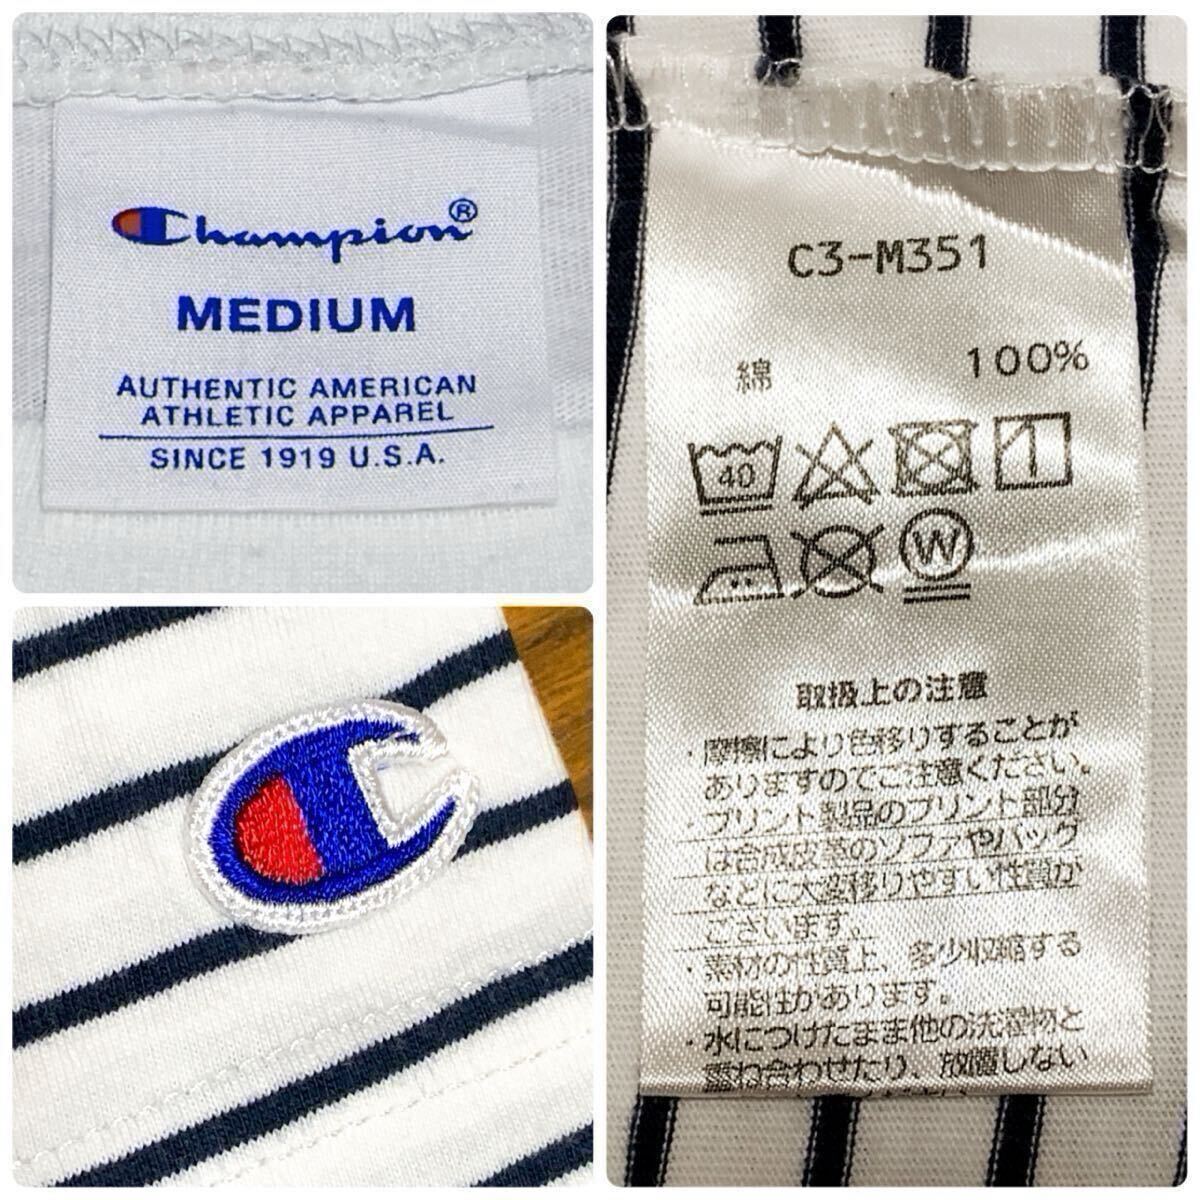 Champion®
MEDIUM
AUTHENTIC AMERICAN
ATHLETIC APPAREL
SINCE 1919 U.S.A.
C3-M351
綿 100%
40
W
取扱上の注意
・摩擦により色移りすることが
ありますのでご注意ください。
・プリント製品のプリント部分
は合成皮革のソファやバッグ
などに大変移りやすい性質が
ございます。
・素材の性質上、多少収縮する
可能性があります。
・水につけたまま他の洗濯物と
重ね合わせたり、放置しない